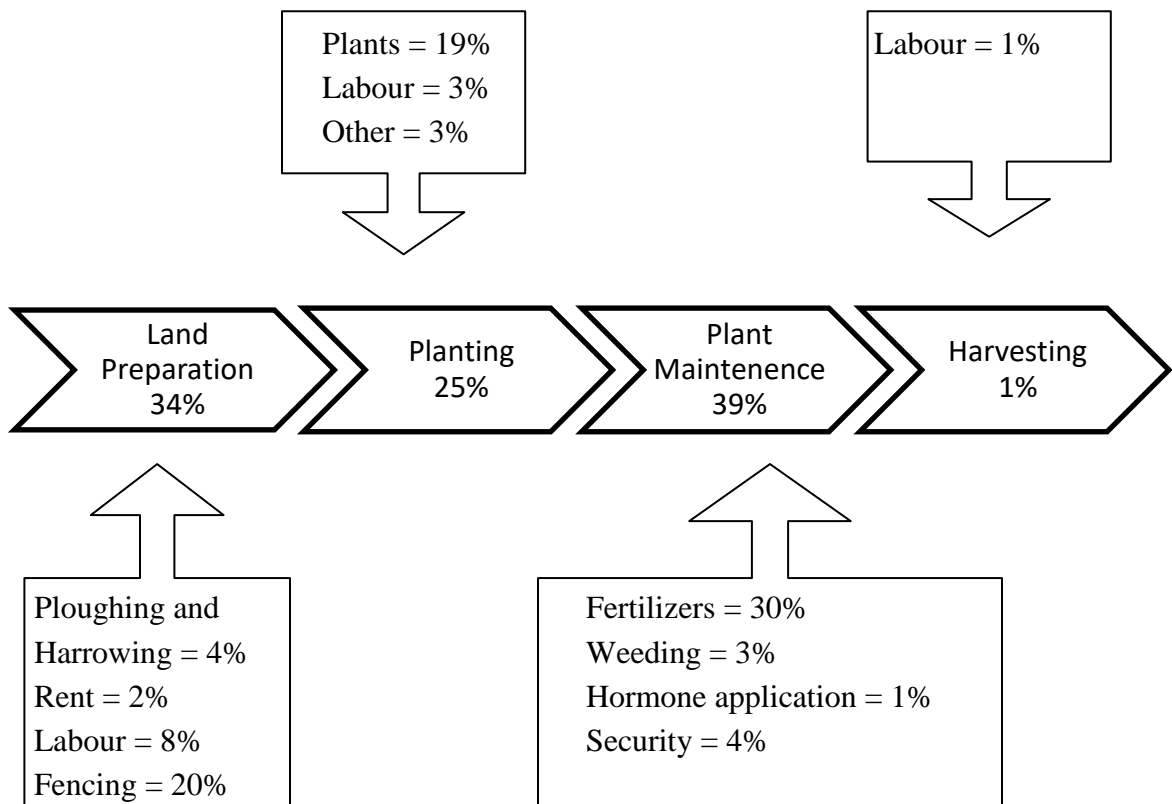 Plants = 19%
Labour = 3%
Other = 3%
Labour = 1%
Land
Preparation
34%
Planting
25%
Plant
Maintenence
39%
Harvesting
1%
Ploughing and
Harrowing = 4%
Rent = 2%
Labour = 8%
Fencing = 20%
Fertilizers = 30%
Weeding = 3%
Hormone application = 1%
Security = 4%